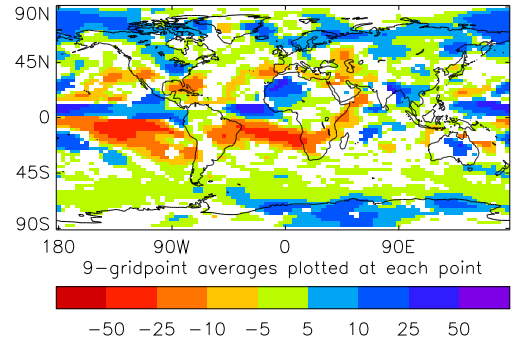 90N
45N
0
45S
90S
180 90W 0 90E
9−gridpoint averages plotted at each point
−50 −25 −10 −5 5 10 25 50